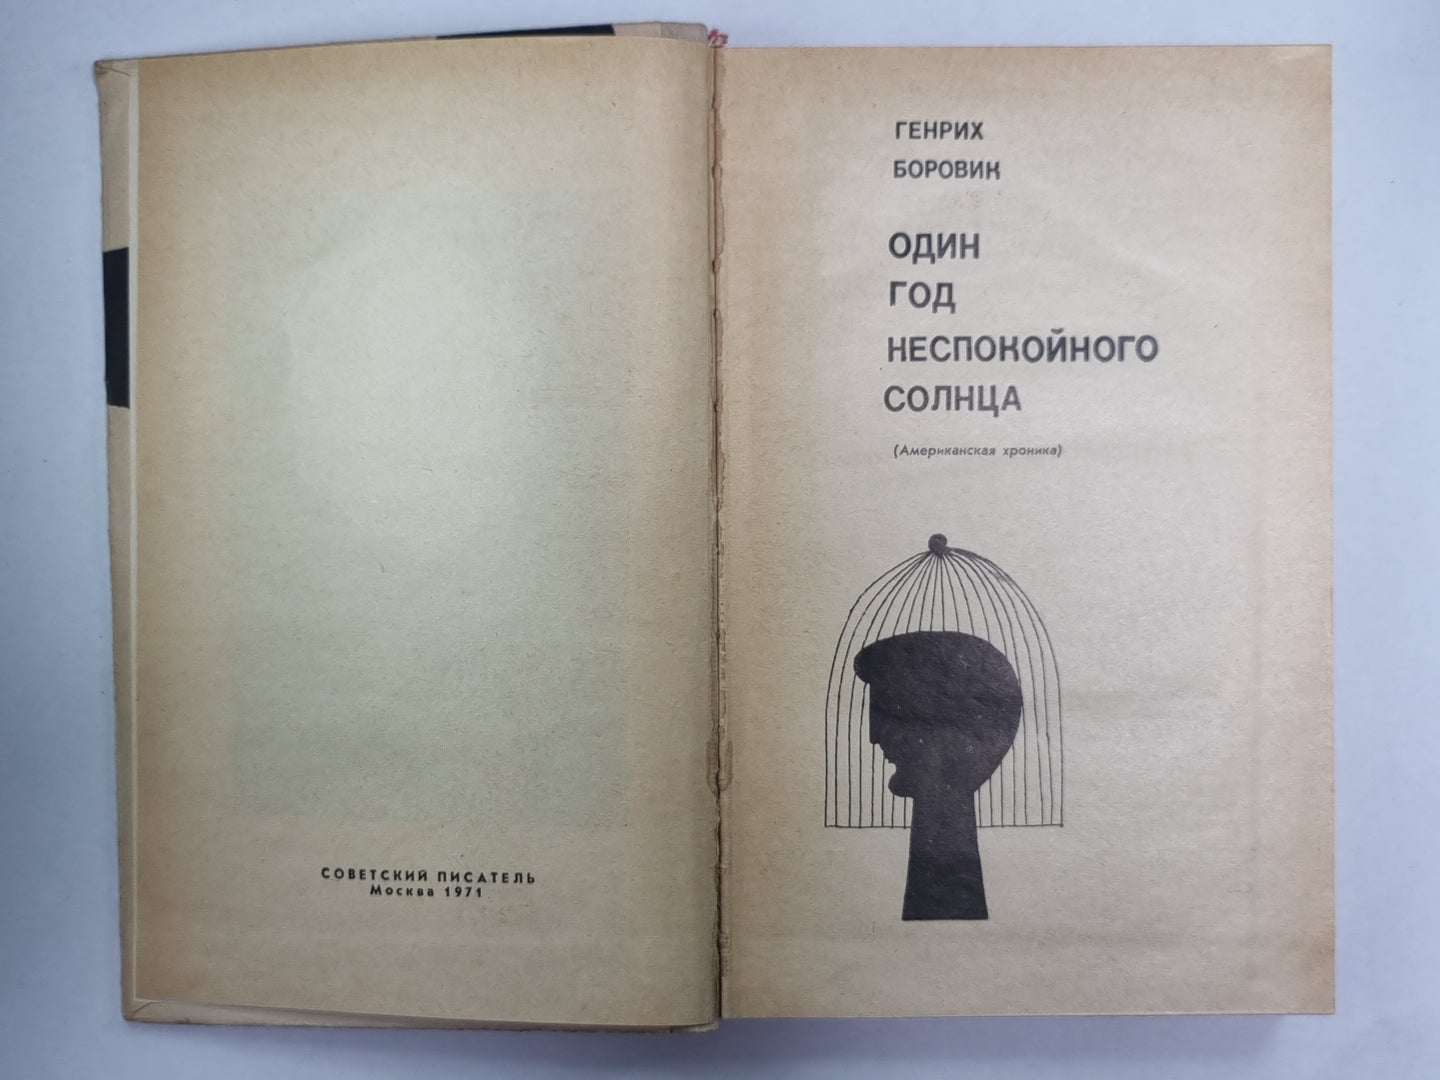 СОВЕТСКИЙ ПИСАТЕЛЬ
Москва 1971
ГЕНРИХ
БОРОВИК
ОДИН
ГОД
НЕСПОКОЙНОГО
СОЛНЦА
(Американская хроника)